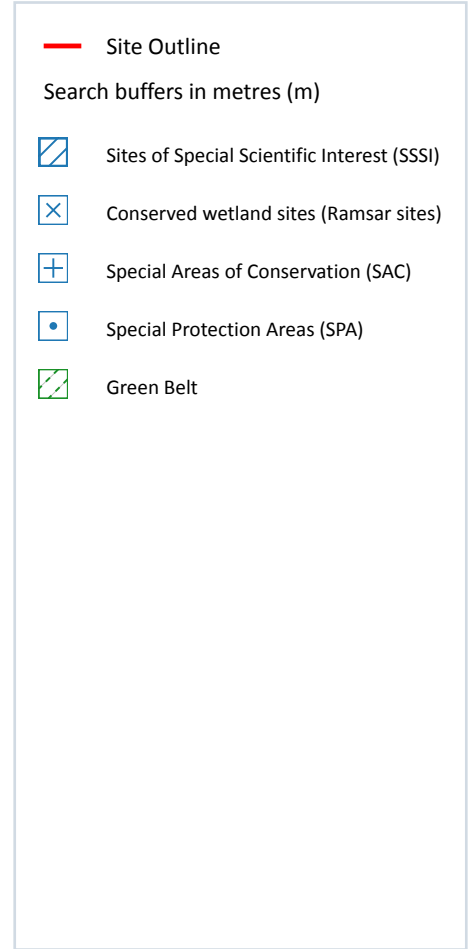 Site Outline
Search buffers in metres (m)
Sites of Special Scientific Interest (SSSI)
Conserved wetland sites (Ramsar sites)
Special Areas of Conservation (SAC)
Special Protection Areas (SPA)
Green Belt